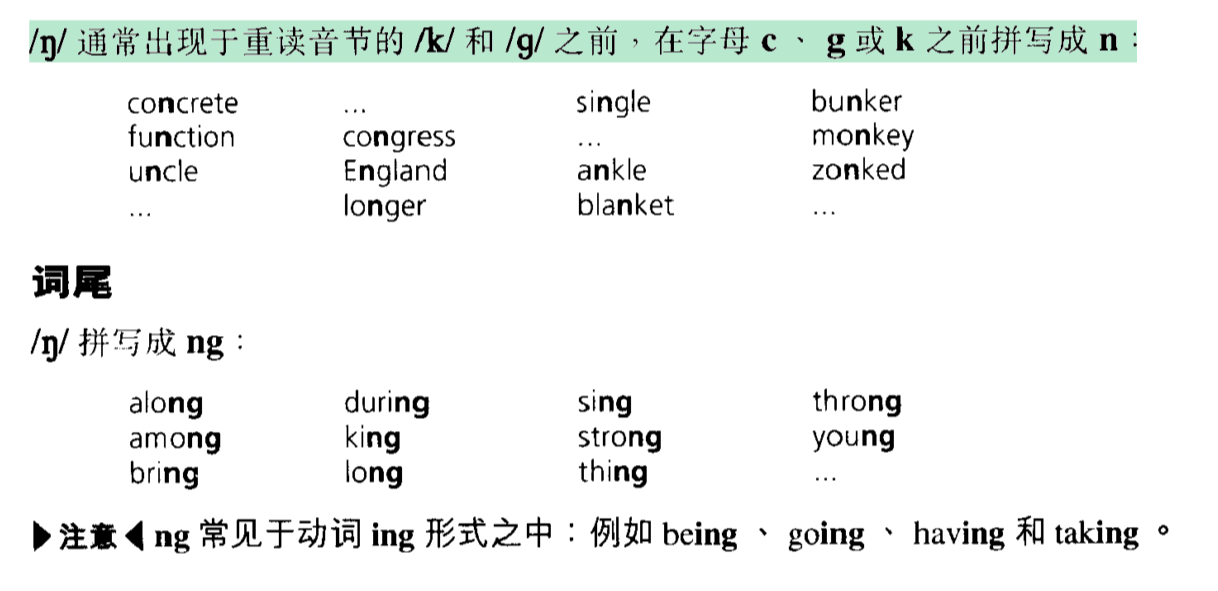 /ŋ/ 通常出现于重读音节的 /k/ 和 /g/ 之前，在字母 c 、 g 或 k 之前拼写成 n：
concrete ... single bunker
function congress ... monkey
uncle England ankle zonked
... longer blanket ...
词尾
/ŋ/ 拼写成 ng：
along during sing throng
among king strong young
bring long thing ...
▶注意◀ ng 常见于动词 ing 形式之中：例如 being 、 going 、 having 和 taking 。